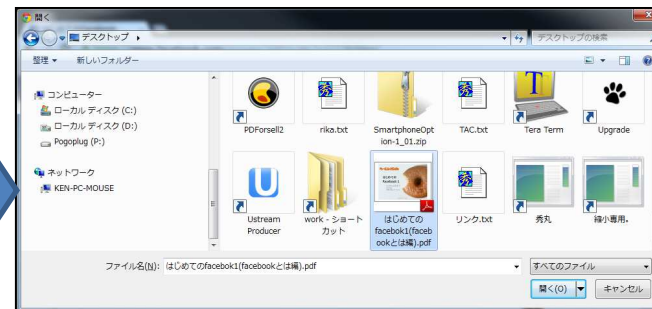 開く
デスクトップ
デスクトップの検索
整理 新しいフォルダー
コンピューター
ローカル ディスク (C:)
ローカル ディスク (D:)
Pogoplug (P:)
ネットワーク
KEN-PC-MOUSE
PDForsell2
rika.txt
SmartphoneOpt
ion-1_01.zip
TAC.txt
Tera Term
Upgrade
Ustream
Producer
work - ショート
カット
はじめての
facebok1(faceb
ookとは編).pdf
リンク.txt
秀丸
縮小専用。
ファイル名(N): はじめてのfacebok1(facebookとは編).pdf
すべてのファイル
開く(O) キャンセル